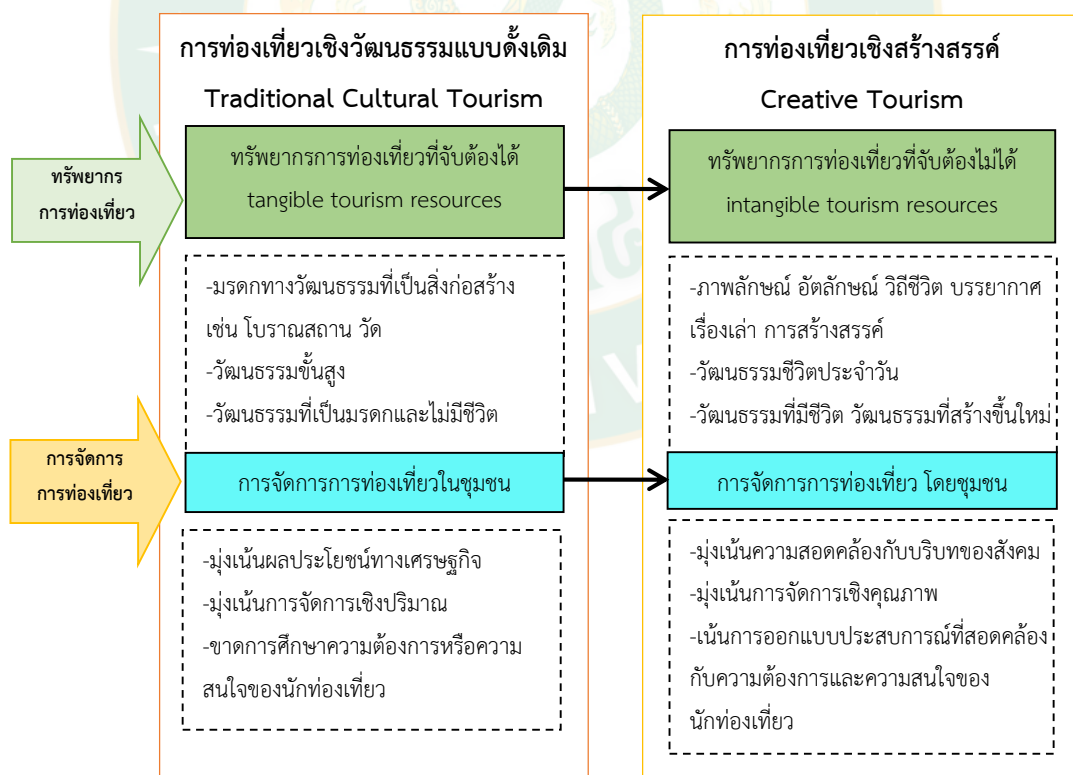 การท่องเที่ยวเชิงวัฒนธรรมแบบดั้งเดิม
Traditional Cultural Tourism
การท่องเที่ยวเชิงสร้างสรรค์
Creative Tourism
ทรัพยากร
การท่องเที่ยว
ทรัพยากรการท่องเที่ยวที่จับต้องได้
tangible tourism resources
ทรัพยากรการท่องเที่ยวที่จับต้องไม่ได้
intangible tourism resources
-มรดกทางวัฒนธรรมที่เป็นสิ่งก่อสร้าง
เช่น โบราณสถาน วัด
-วัฒนธรรมขั้นสูง
-วัฒนธรรมที่เป็นมรดกและไม่มีชีวิต
-ภาพลักษณ์ อัตลักษณ์ วิถีชีวิต บรรยากาศ
เรื่องเล่า การสร้างสรรค์
-วัฒนธรรมชีวิตประจำวัน
-วัฒนธรรมที่มีชีวิต วัฒนธรรมที่สร้างขึ้นใหม่
การจัดการ
การท่องเที่ยว
การจัดการการท่องเที่ยวในชุมชน
การจัดการการท่องเที่ยว โดยชุมชน
-มุ่งเน้นผลประโยชน์ทางเศรษฐกิจ
-มุ่งเน้นการจัดการเชิงปริมาณ
-ขาดการศึกษาความต้องการหรือความ
สนใจของนักท่องเที่ยว
-มุ่งเน้นความสอดคล้องกับบริบทของสังคม
-มุ่งเน้นการจัดการเชิงคุณภาพ
-เน้นการออกแบบประสบการณ์ที่สอดคล้อง
กับความต้องการและความสนใจของ
นักท่องเที่ยว